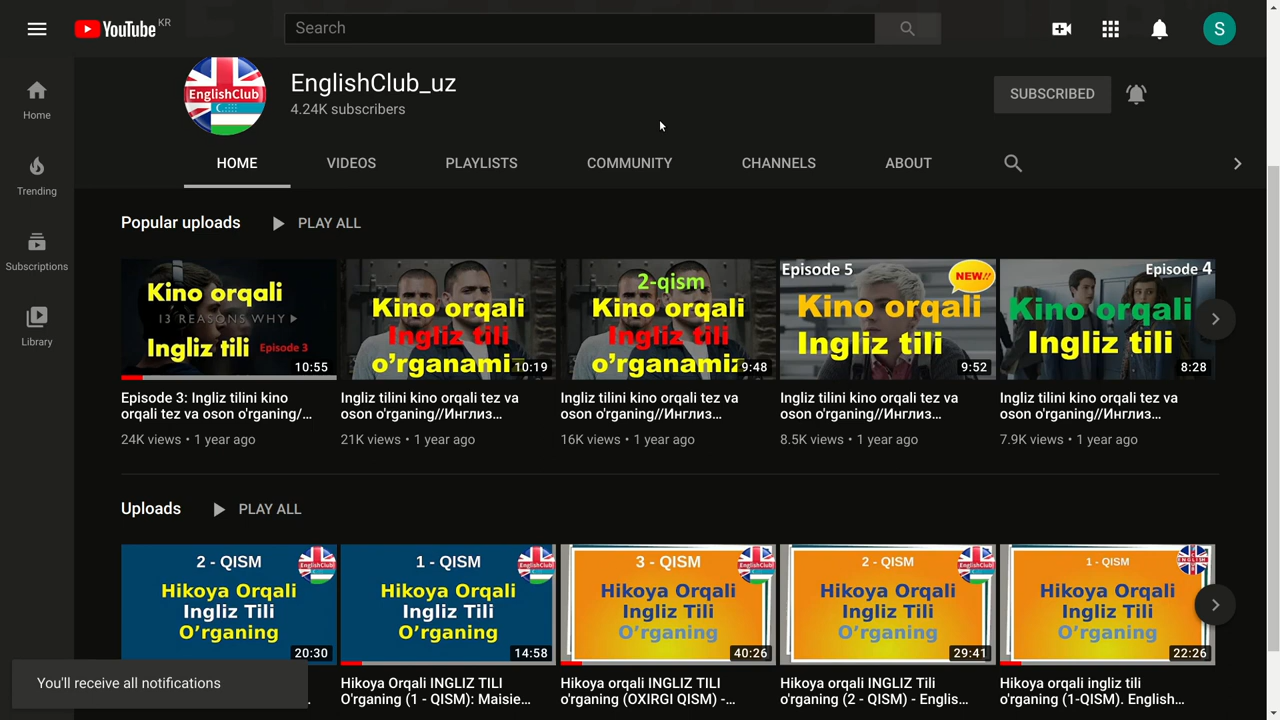 YouTube KR
Search
S
EnglishClub
EnglishClub_uz
4.24K subscribers
SUBSCRIBED
Home
Trending
Subscriptions
Library
HOME VIDEOS PLAYLISTS COMMUNITY CHANNELS ABOUT
Popular uploads PLAY ALL
Kino orqali
13 REASONS WHY
Ingliz tili Episode 3
10:55
Kino orqali
Ingliz tili
o’rganamiz
10:19
2-qism
Kino orqali
Ingliz tili
o’rganamiz
9:48
Episode 5
NEW!!
Kino orqali
Ingliz tili
9:52
Episode 4
Kino orqali
Ingliz tili
8:28
Episode 3: Ingliz tilini kino
orqali tez va oson o'rganing/...
24K views • 1 year ago
Ingliz tilini kino orqali tez va
oson o'rganing//Инглиз...
21K views • 1 year ago
Ingliz tilini kino orqali tez va
oson o'rganing//Инглиз...
16K views • 1 year ago
Ingliz tilini kino orqali tez va
oson o'rganing//Инглиз...
8.5K views • 1 year ago
Ingliz tilini kino orqali tez va
oson o'rganing//Инглиз...
7.9K views • 1 year ago
Uploads PLAY ALL
2 - QISM
EnglishClub
Hikoya Orqali
Ingliz Tili
O’rganing
20:30
1 - QISM
EnglishClub
Hikoya Orqali
Ingliz Tili
O’rganing
14:58
3 - QISM
EnglishClub
Hikoya Orqali
Ingliz Tili
O’rganing
40:26
2 - QISM
EnglishClub
Hikoya Orqali
Ingliz Tili
O’rganing
29:41
1 - QISM
ENGLISH
Hikoya Orqali
Ingliz Tili
O’rganing
22:26
Hikoya Orqali INGLIZ TILI
O'rganing (1 - QISM): Maisie...
Hikoya orqali INGLIZ TILI
o'rganing (OXIRGI QISM) -...
Hikoya orqali INGLIZ Tili
o'rganing (2 - QISM) - Englis...
Hikoya orqali ingliz tili
o'rganing (1-QISM). English...
You'll receive all notifications